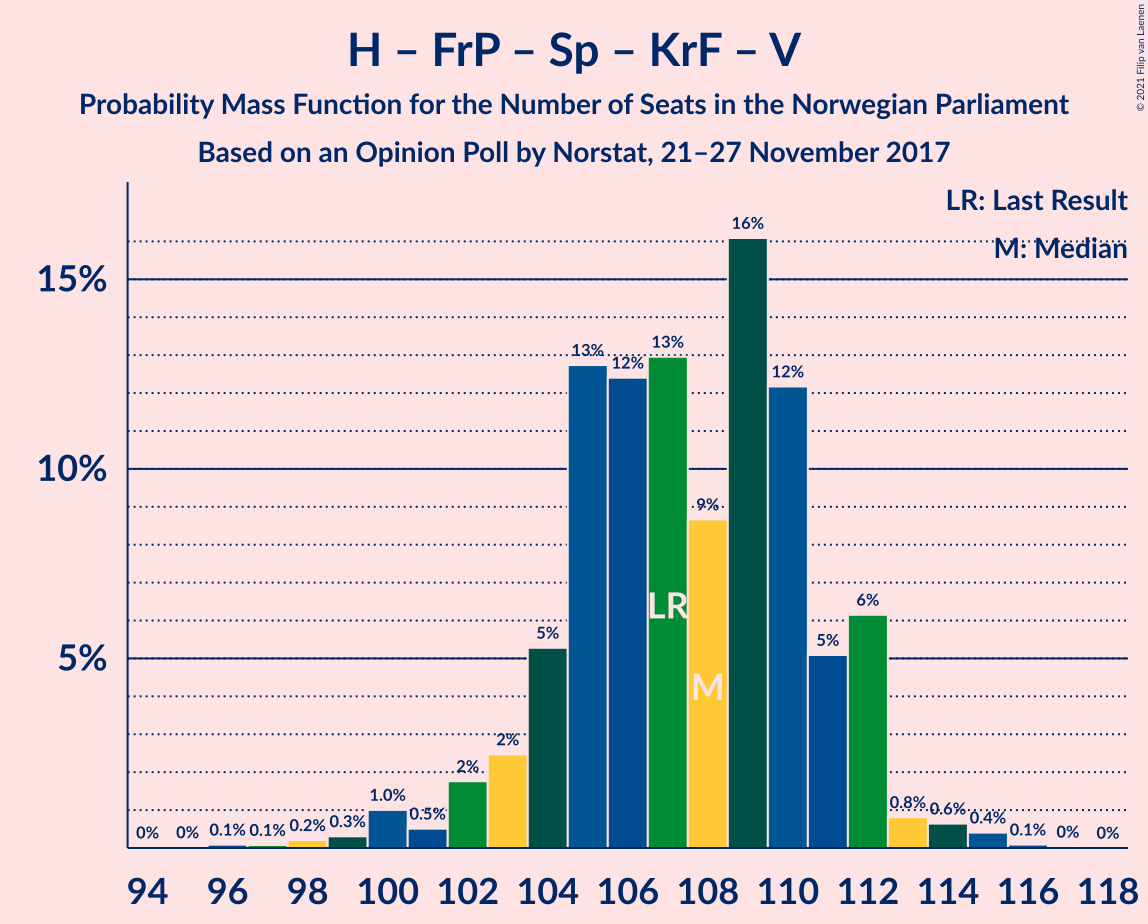 H – FrP – Sp – KrF – V
Probability Mass Function for the Number of Seats in the Norwegian Parliament
Based on an Opinion Poll by Norstat, 21–27 November 2017
© 2021 Filip van Laenen
LR: Last Result
M: Median
15%
10%
5%
0% 0% 0.1% 0.1% 0.2% 0.3% 1.0% 0.5% 2% 2% 5% 13% 12% 13% 9% 16% 12% 5% 6% 0.8% 0.6% 0.4% 0.1% 0% 0%
LR
M
94 96 98 100 102 104 106 108 110 112 114 116 118